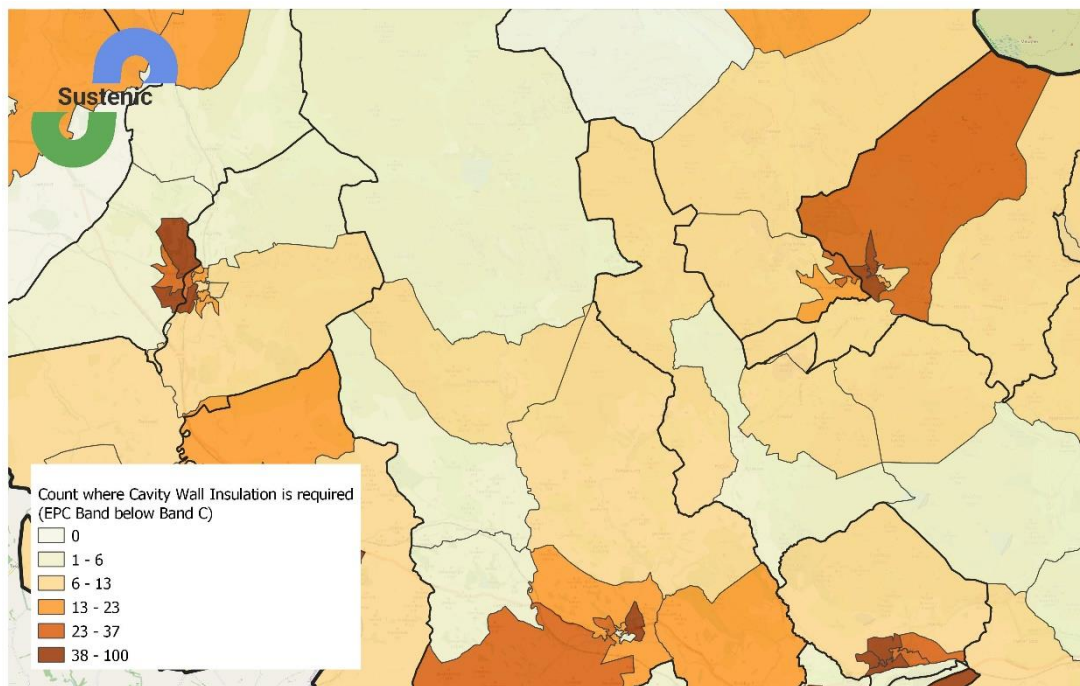 Sustenic
Count where Cavity Wall Insulation is required
(EPC Band below Band C)
0
1 - 6
6 - 13
13 - 23
23 - 37
38 - 100